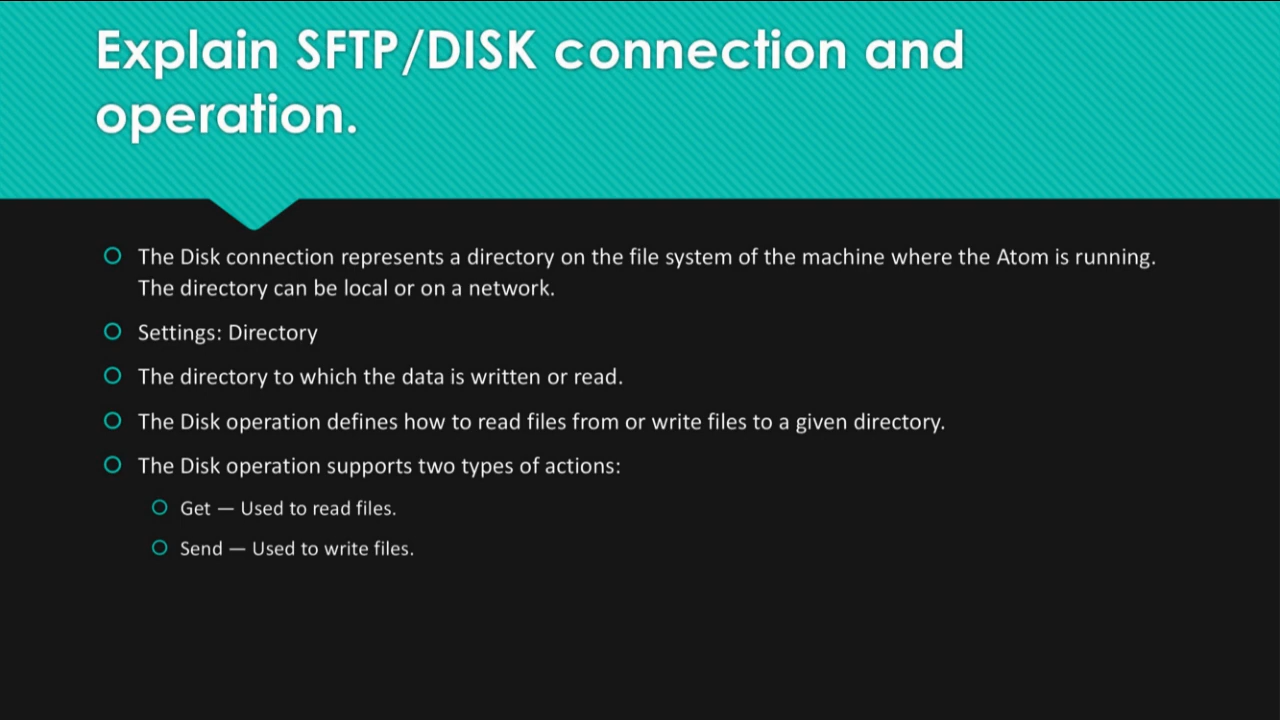 Explain SFTP/DISK connection and
operation.
The Disk connection represents a directory on the file system of the machine where the Atom is running.
The directory can be local or on a network.
Settings: Directory
The directory to which the data is written or read.
The Disk operation defines how to read files from or write files to a given directory.
The Disk operation supports two types of actions:
Get — Used to read files.
Send — Used to write files.